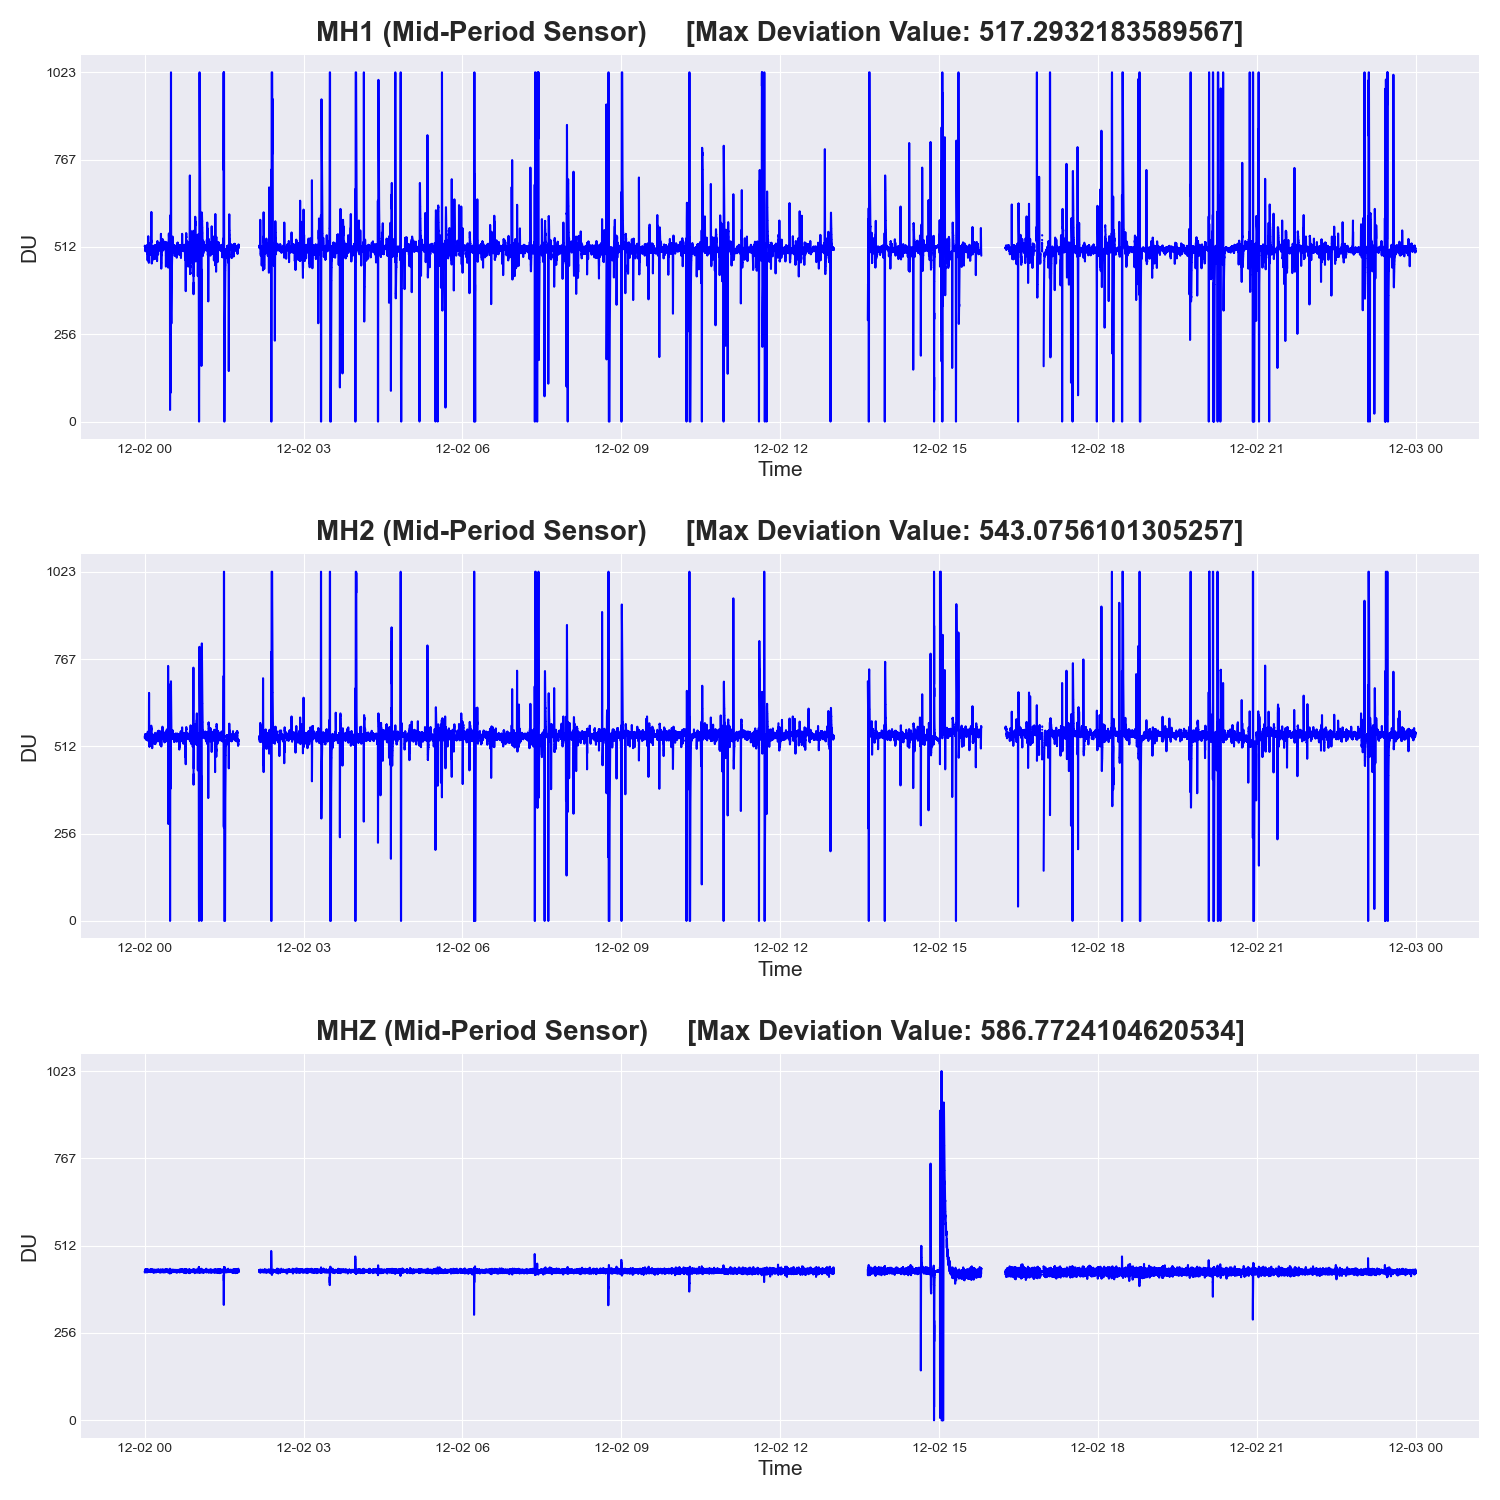 MH1 (Mid-Period Sensor) [Max Deviation Value: 517.2932183589567]
1023
767
512
256
0
DU
12-02 00 12-02 03 12-02 06 12-02 09 12-02 12 12-02 15 12-02 18 12-02 21 12-03 00
Time
MH2 (Mid-Period Sensor) [Max Deviation Value: 543.0756101305257]
1023
767
512
256
0
DU
12-02 00 12-02 03 12-02 06 12-02 09 12-02 12 12-02 15 12-02 18 12-02 21 12-03 00
Time
MHZ (Mid-Period Sensor) [Max Deviation Value: 586.7724104620534]
1023
767
512
256
0
DU
12-02 00 12-02 03 12-02 06 12-02 09 12-02 12 12-02 15 12-02 18 12-02 21 12-03 00
Time